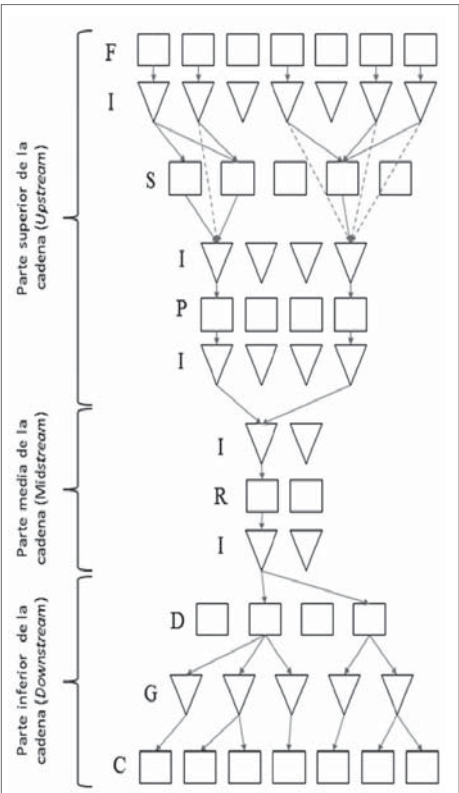 F
I
Parte superior de la
cadena (Upstream)
S
I
P
I
Parte media de la
cadena (Midstream)
I
R
I
Parte inferior de la
cadena (Downstream)
D
G
C